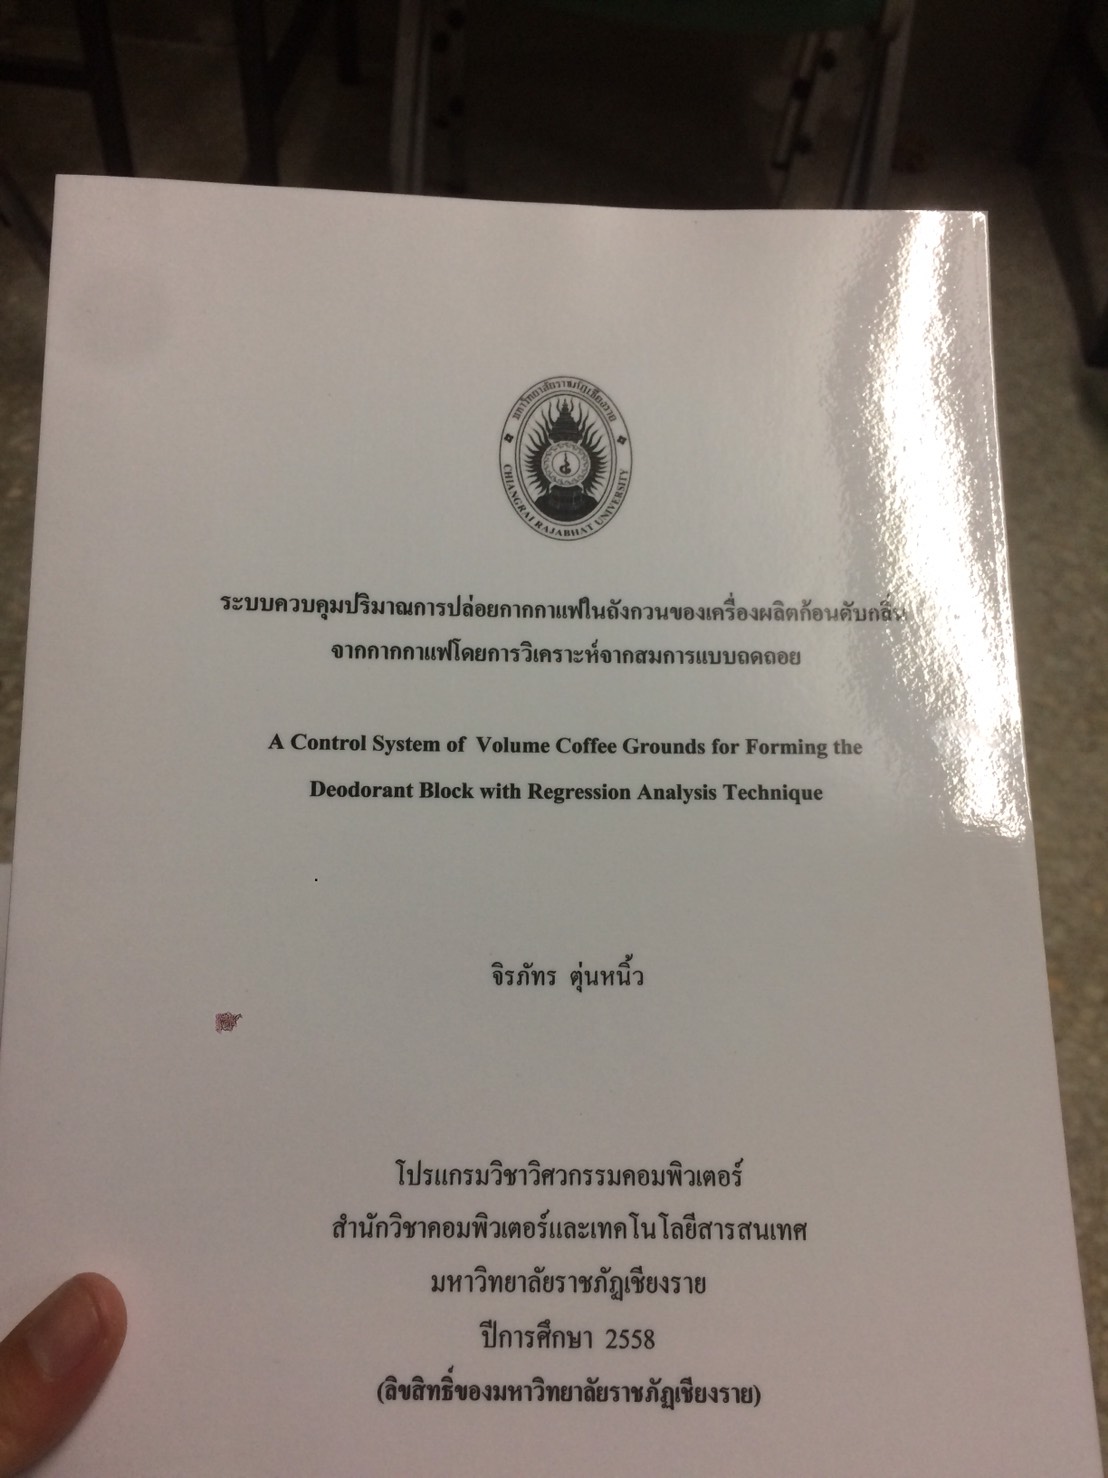 มหาวิทยาลัยราชภัฏเชียงราย
CHIANGRAI RAJABHAT UNIVERSITY
ระบบควบคุมปริมาณการปล่อยกากกาแฟในถังกวนของเครื่องผลิตก้อนดับกลิ่น
จากกากกาแฟโดยการวิเคราะห์จากสมการแบบถดถอย
A Control System of Volume Coffee Grounds for Forming the
Deodorant Block with Regression Analysis Technique
จิรภัทร ตุ่นหนิ้ว
โปรแกรมวิชาวิศวกรรมคอมพิวเตอร์
สำนักวิชาคอมพิวเตอร์และเทคโนโลยีสารสนเทศ
มหาวิทยาลัยราชภัฏเชียงราย
ปีการศึกษา 2558
(ลิขสิทธิ์ของมหาวิทยาลัยราชภัฏเชียงราย)